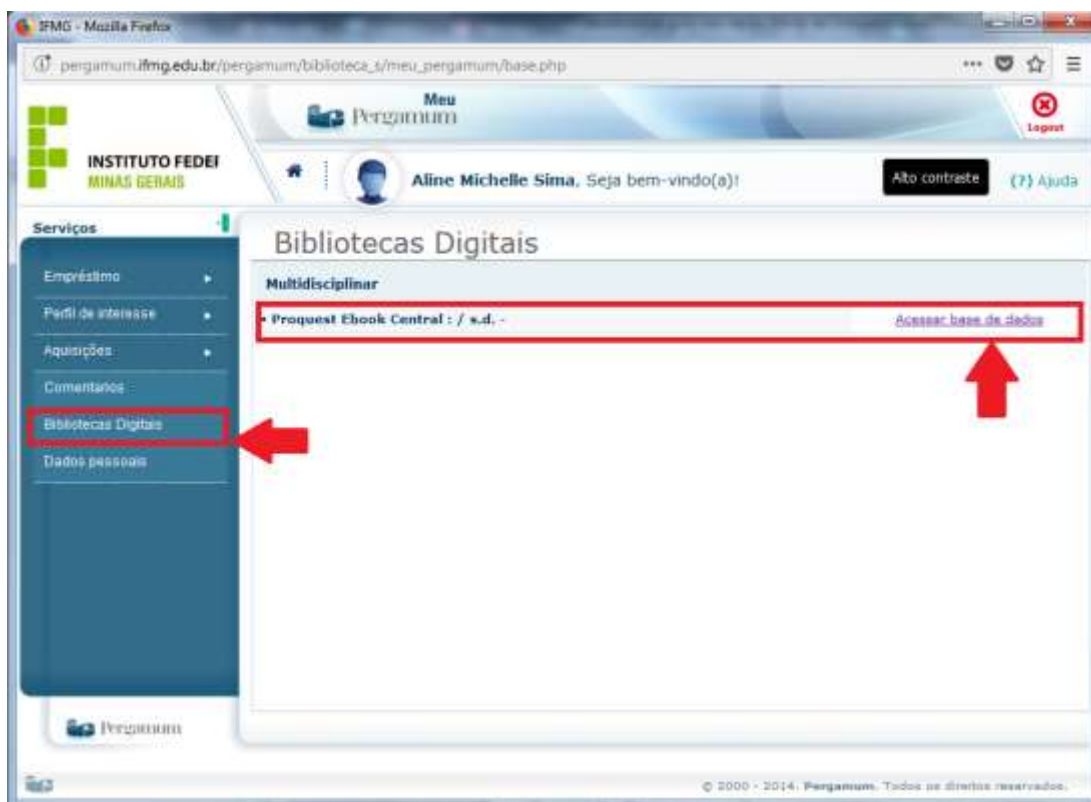 IFMG - Mozilla Firefox
pergamum.ifmg.edu.br/pergamum/biblioteca_s/meu_pergamum/base.php
Meu
Pergamum
Logout
INSTITUTO FEDEI
MINAS GERAIS
Aline Michelle Sima, Seja bem-vindo(a)!
Alto contraste
(?) Ajuda
Serviços
Empréstimo
Perfil de interesse
Aquisições
Comentarios
Bibliotecas Digitais
Dados pessoais
Bibliotecas Digitais
Multidisciplinar
• Proquest Ebook Central : / s.d. -
Acessar base de dados
Pergamum
© 2000 - 2014. Pergamum. Todos os direitos reservados.